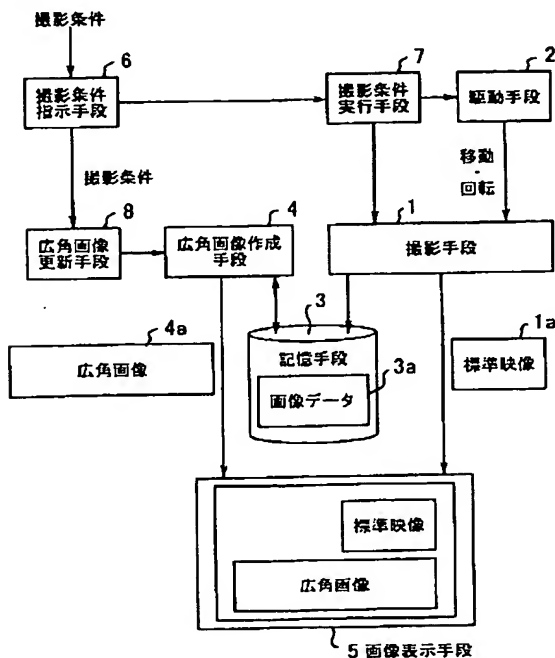 撮影条件
6
撮影条件
指示手段
7
撮影条件
実行手段
2
駆動手段
撮影条件
移動
・
回転
8
広角画像
更新手段
4
広角画像作成
手段
1
撮影手段
4a
広角画像
3
記憶手段
3a
画像データ
1a
標準映像
標準映像
広角画像
5 画像表示手段